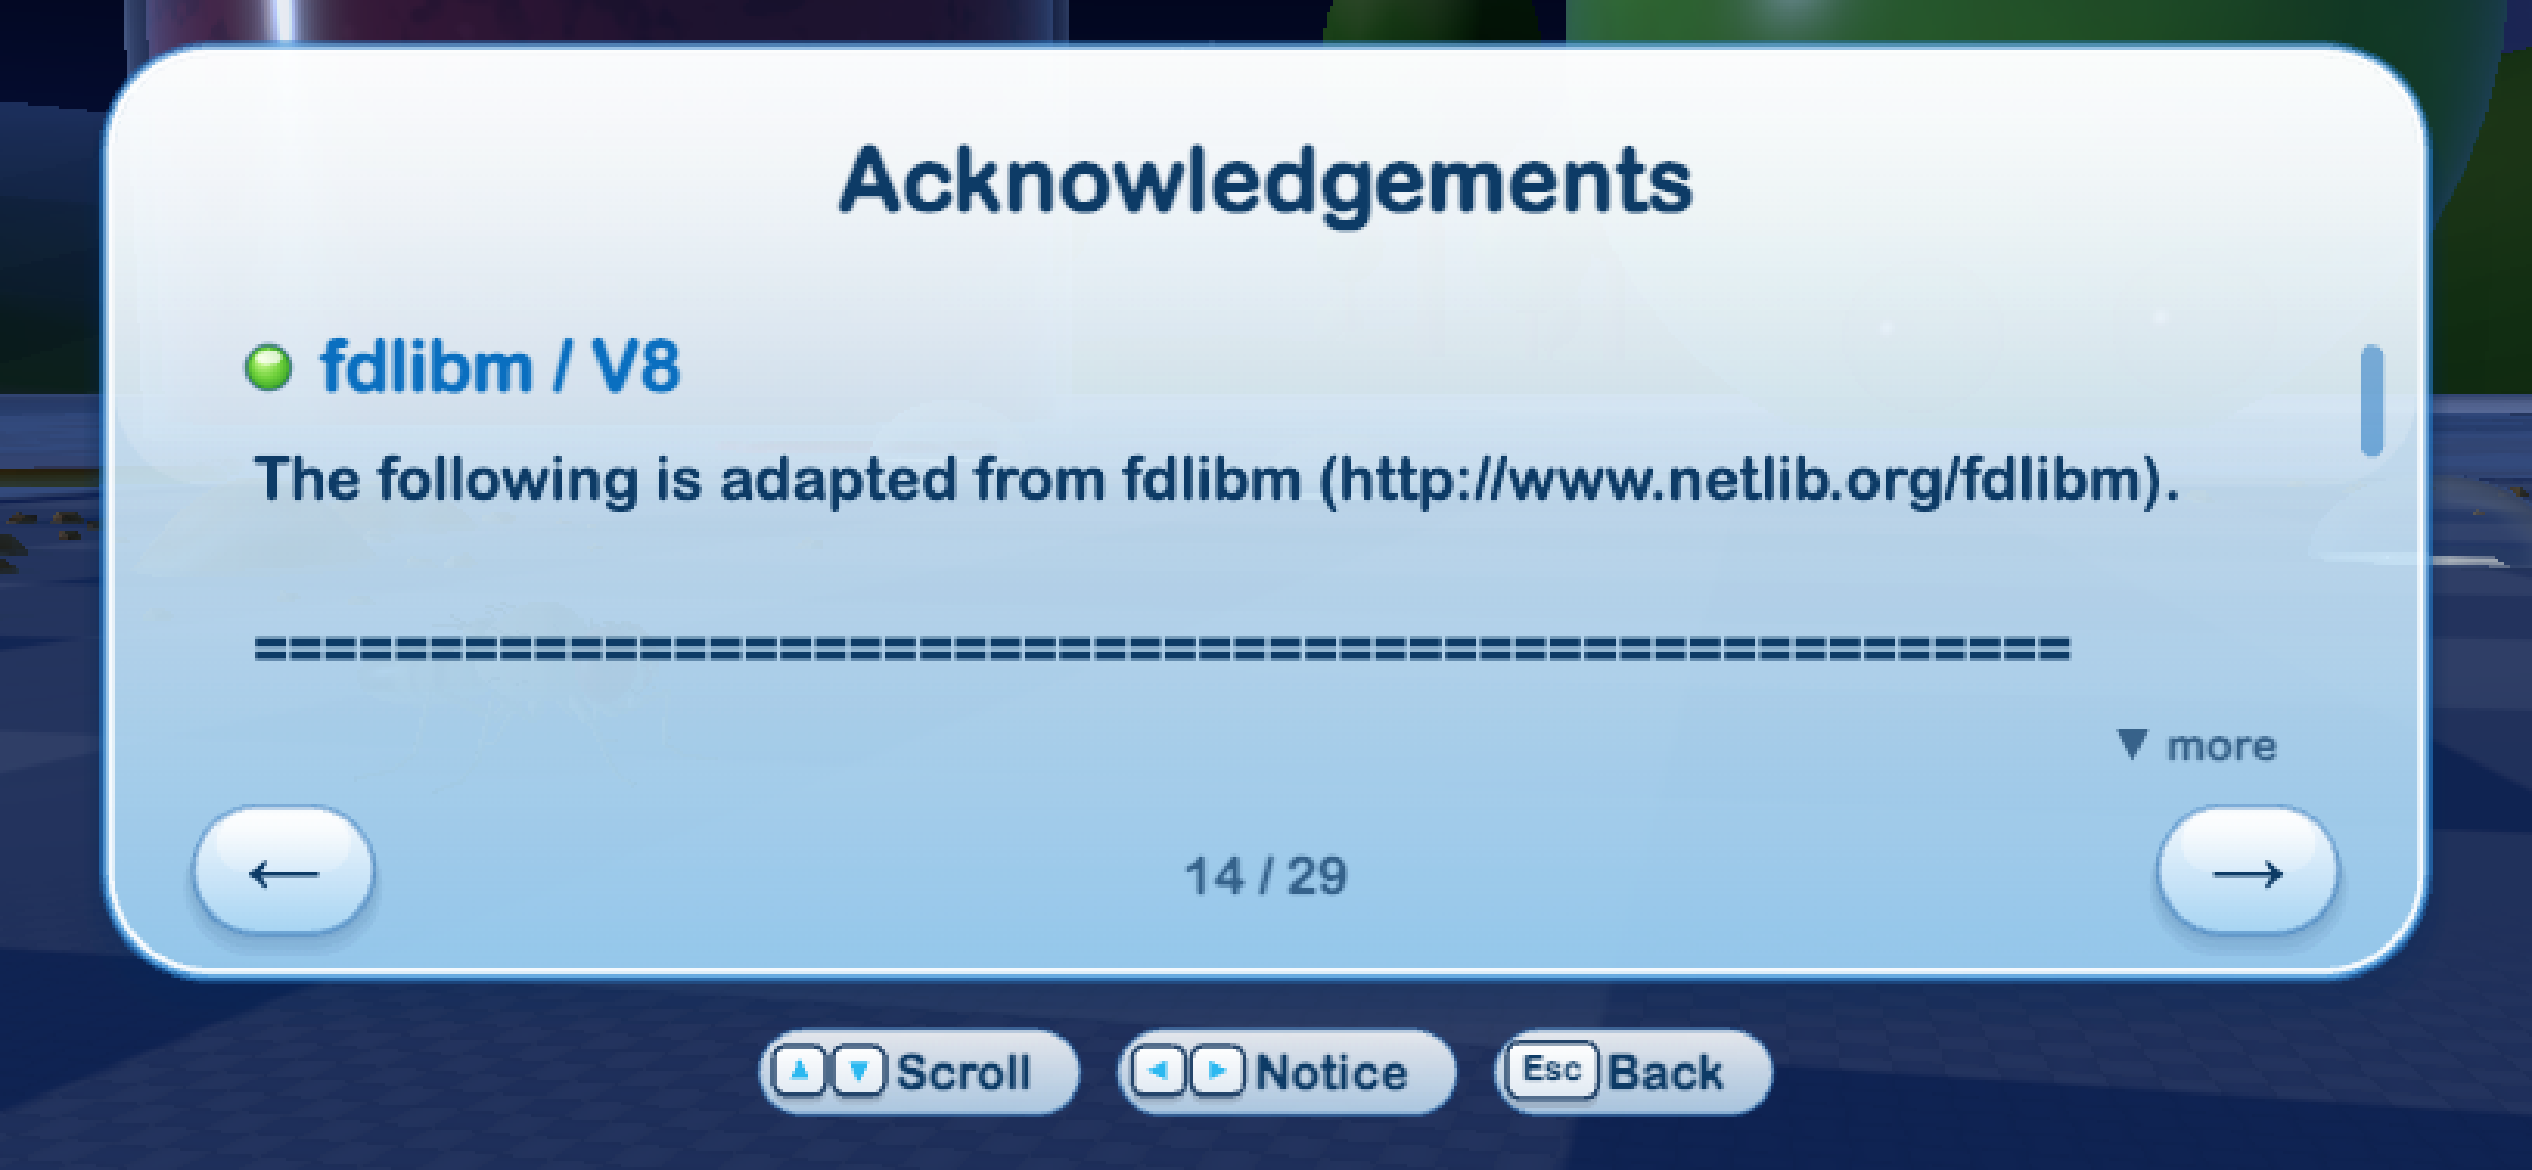 Acknowledgements
fdlibm / V8
The following is adapted from fdlibm (http://www.netlib.org/fdlibm).
====================================================
▼ more
← 14 / 29 →
▲ ▼ Scroll ◀ ▶ Notice Esc Back